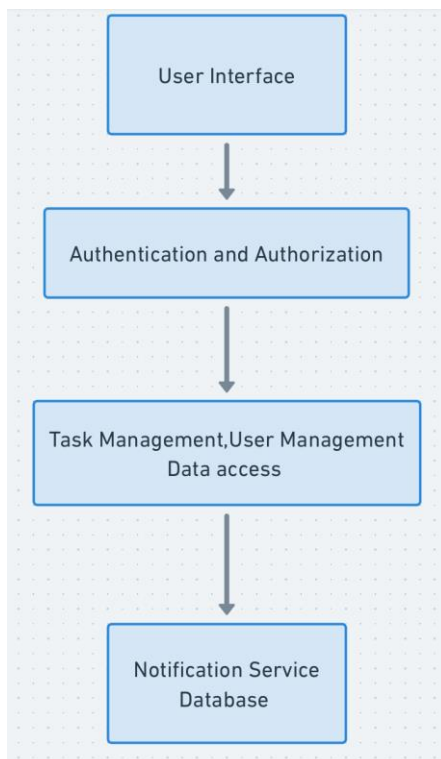 User Interface
Authentication and Authorization
Task Management,User Management
Data access
Notification Service
Database